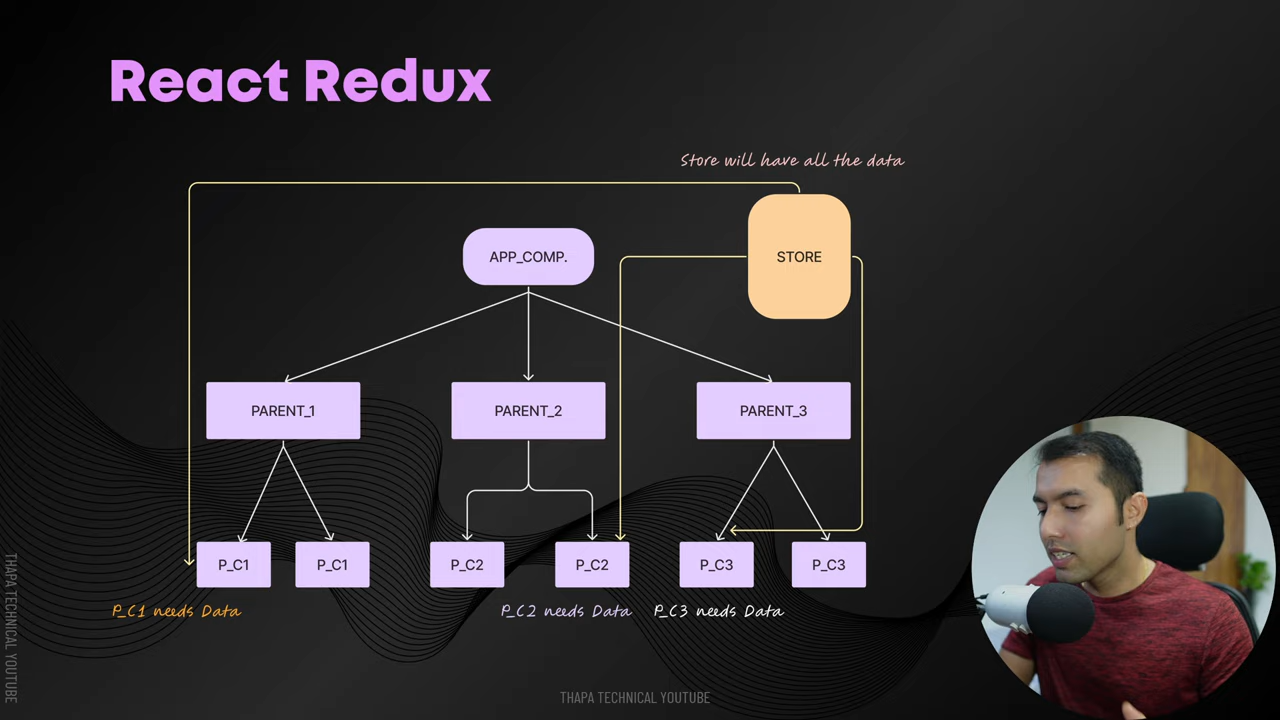 React Redux
Store will have all the data
APP_COMP.
STORE
PARENT_1
PARENT_2
PARENT_3
P_C1
P_C1
P_C2
P_C2
P_C3
P_C3
P_C1 needs Data
P_C2 needs Data
P_C3 needs Data
THAPA TECHNICAL YOUTUBE
THAPA TECHNICAL YOUTUBE